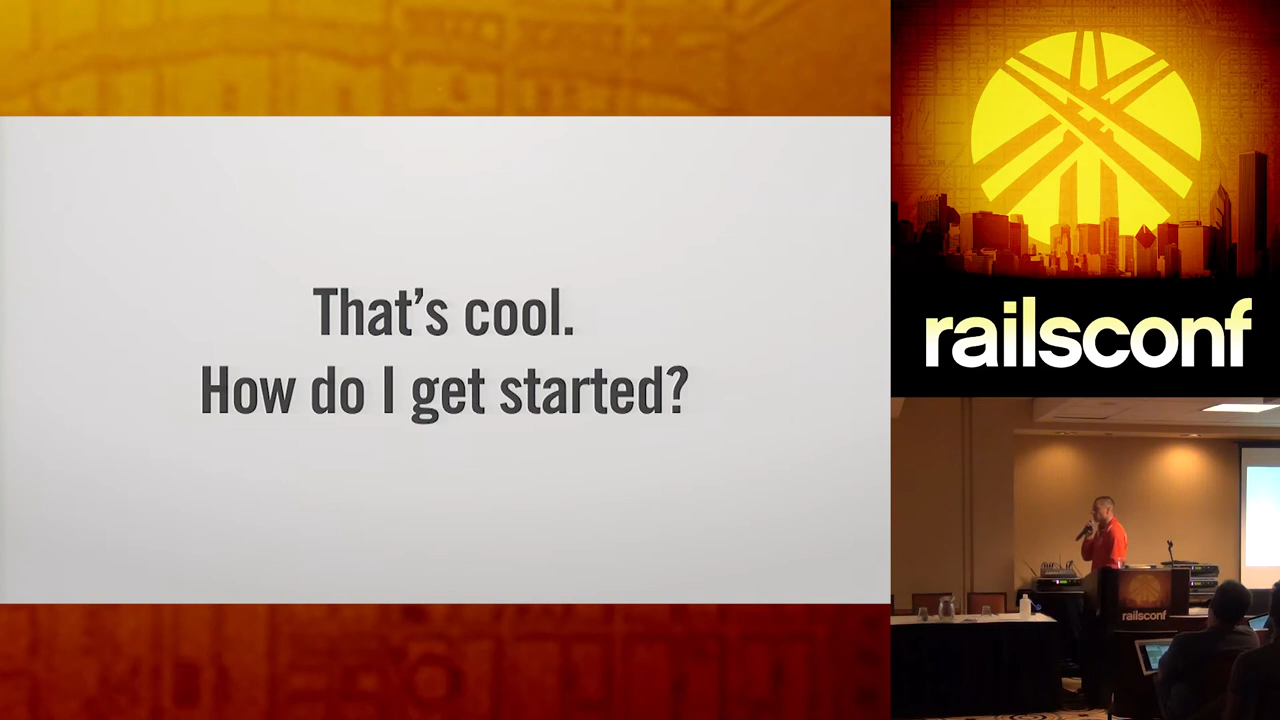 That’s cool.
How do I get started?
railsconf
railsconf